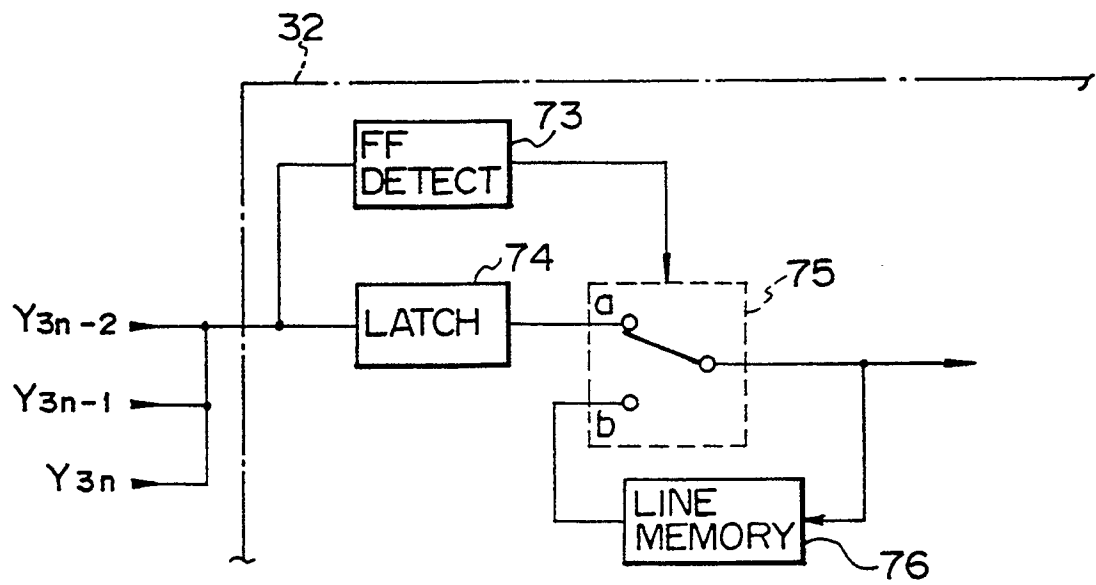 32
73
FF
DETECT
74
75
LATCH
a
Y3n-2
Y3n-1
b
Y3n
LINE
MEMORY
76